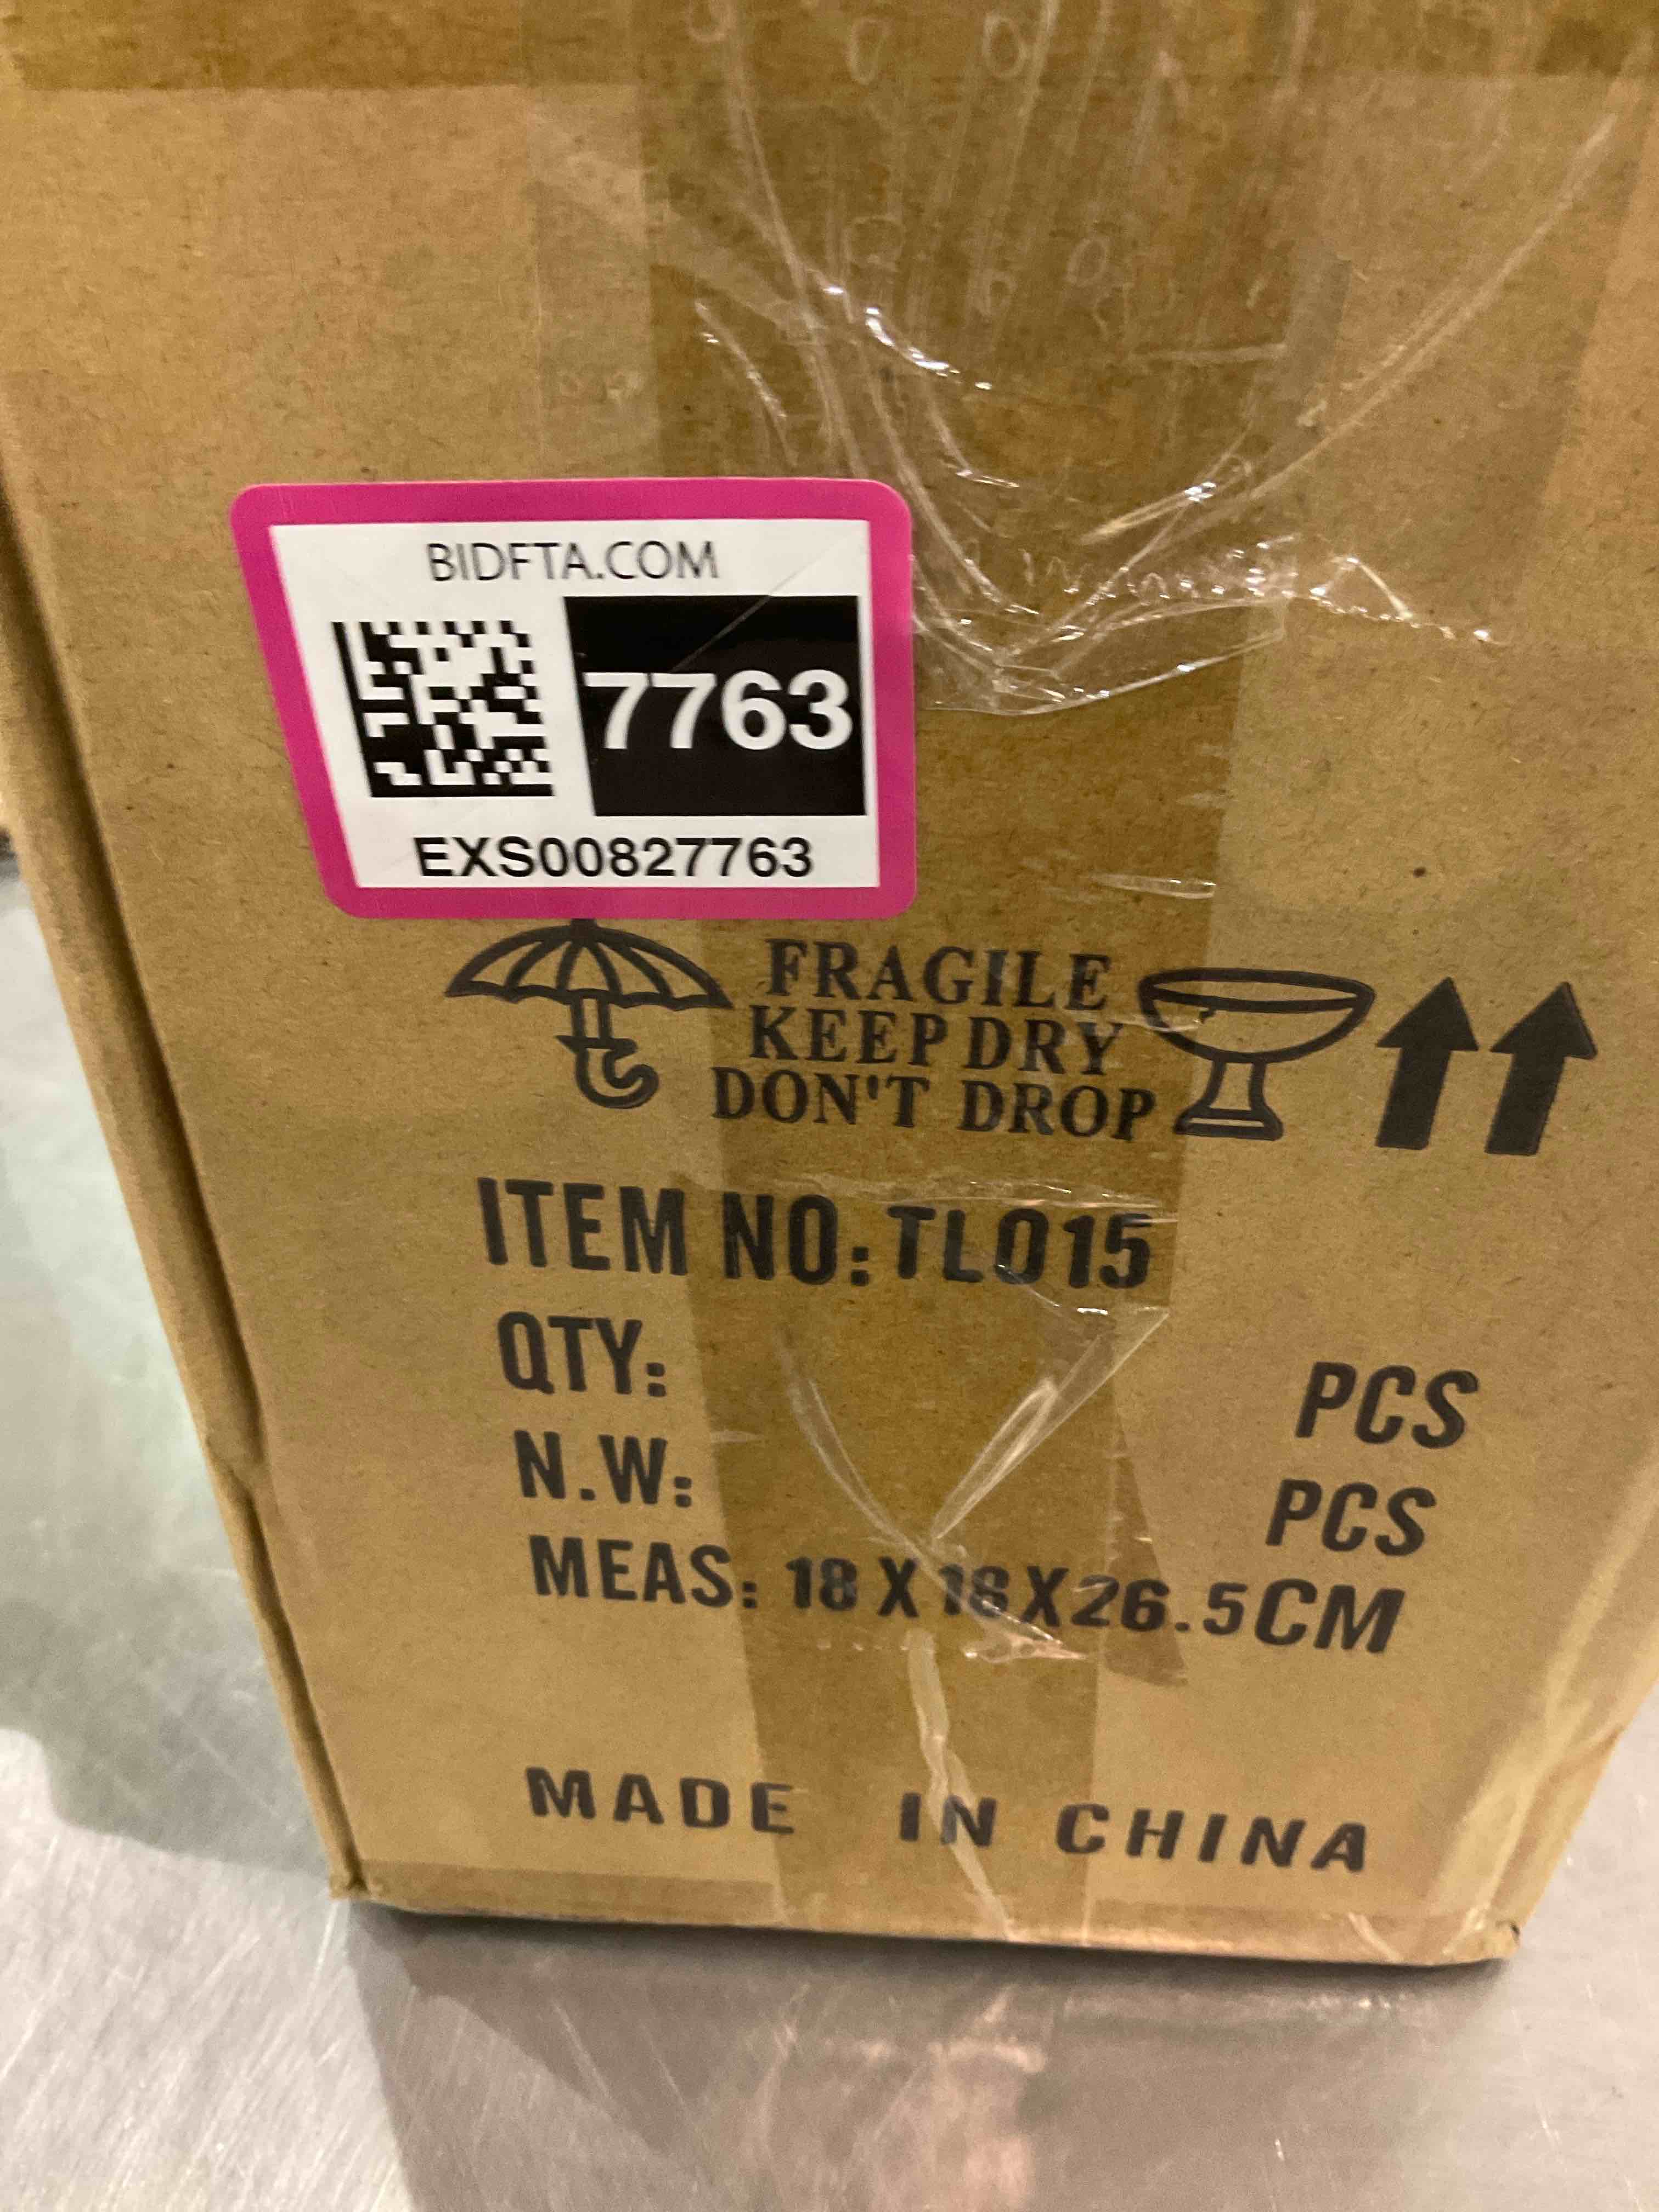 BIDFTA.COM
7763
EXS00827763
FRAGILE
KEEP DRY
DON'T DROP
ITEM NO:TL015
QTY: PCS
N.W: PCS
MEAS: 18 X 18 X 26.5CM
MADE IN CHINA